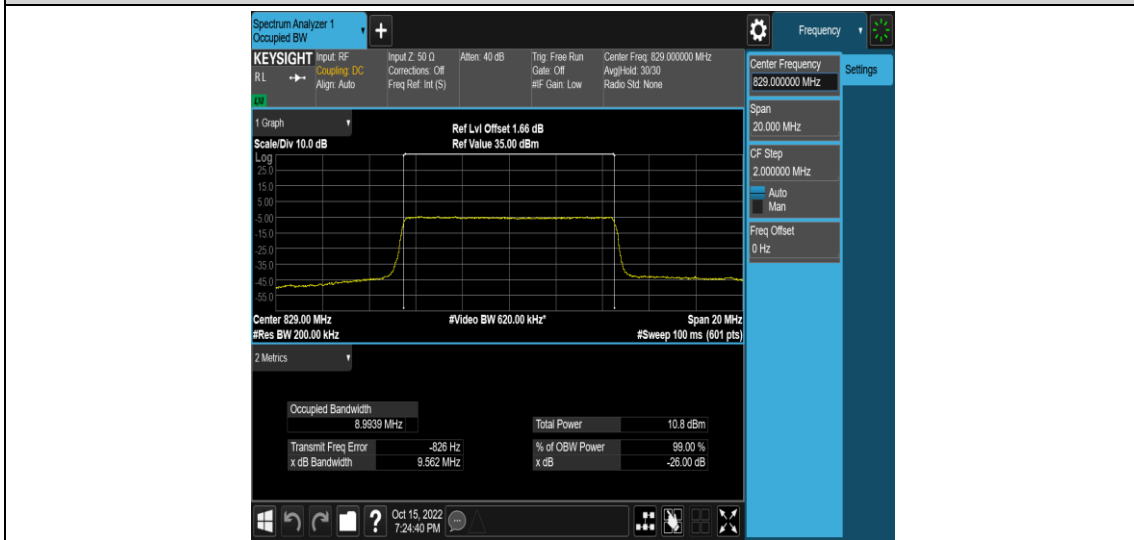 Spectrum Analyzer 1
Occupied BW
+
Frequency
KEYSIGHT Input: RF Input Z: 50 Ω Atten: 40 dB Trig: Free Run Center Freq: 829.000000 MHz
RL Coupling: DC Corrections: Off Gate: Off Avg|Hold: 30/30
Align: Auto Freq Ref: Int (S) #IF Gain: Low Radio Std: None
Center Frequency
829.000000 MHz
Settings
Span
20.000 MHz
CF Step
2.000000 MHz
Auto
Man
Freq Offset
0 Hz
1 Graph
Ref Lvl Offset 1.66 dB
Scale/Div 10.0 dB Ref Value 35.00 dBm
Log
25.0
15.0
5.00
-5.00
-15.0
-25.0
-35.0
-45.0
-55.0
Center 829.00 MHz #Video BW 620.00 kHz* Span 20 MHz
#Res BW 200.00 kHz #Sweep 100 ms (601 pts)
2 Metrics
Occupied Bandwidth
8.9939 MHz
Total Power 10.8 dBm
Transmit Freq Error -826 Hz % of OBW Power 99.00 %
x dB Bandwidth 9.562 MHz x dB -26.00 dB
? Oct 15, 2022
7:24:40 PM